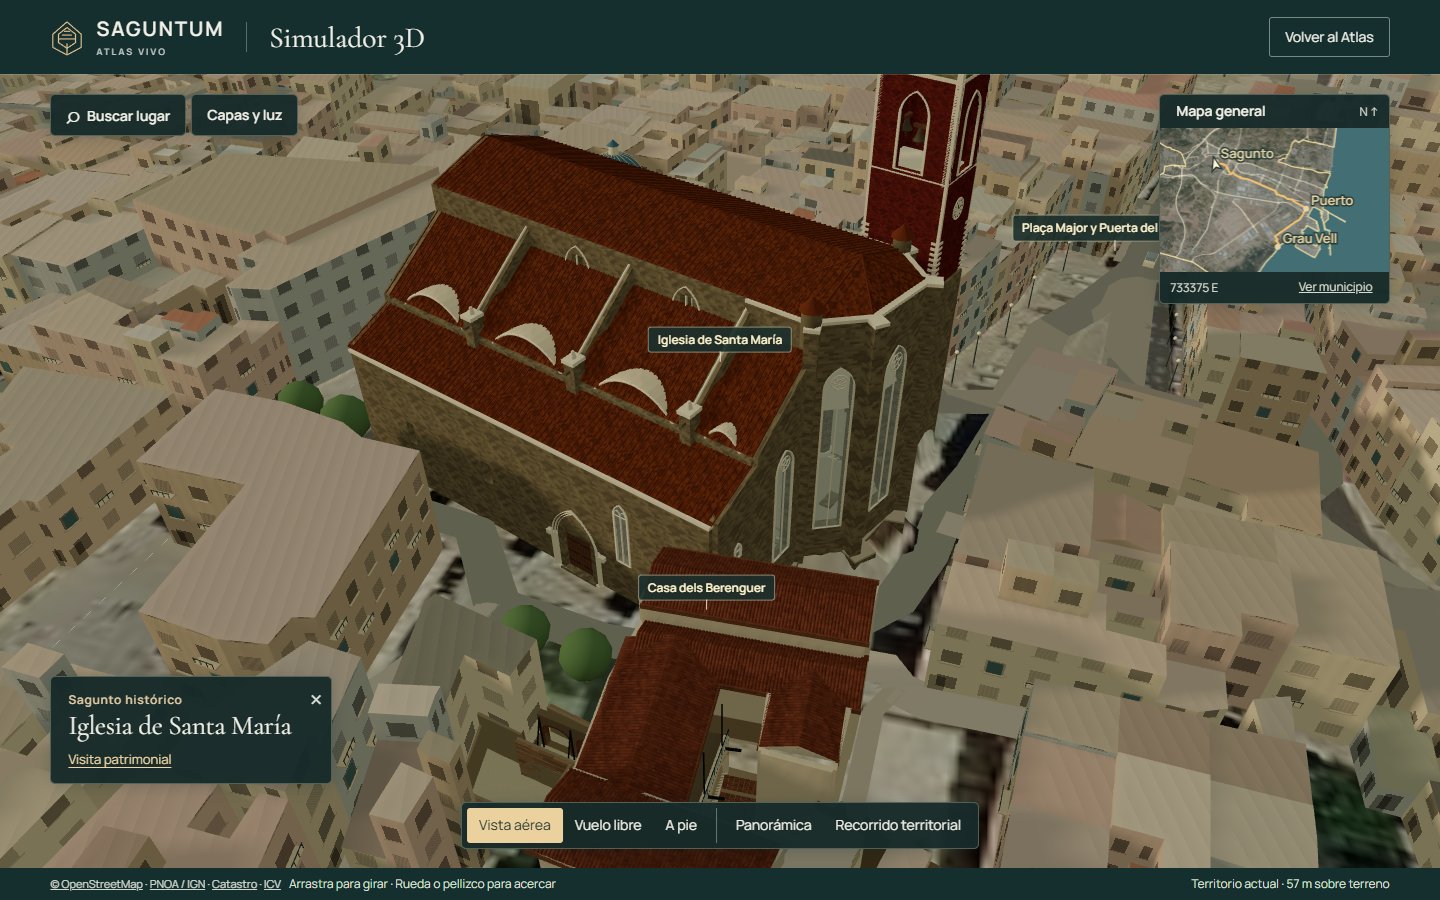 SAGUNTUM
ATLAS VIVO
Simulador 3D
Volver al Atlas
Buscar lugar
Capas y luz
Mapa general
N ↑
Sagunto
Puerto
Grau Vell
733375 E
Ver municipio
Plaça Major y Puerta del
Iglesia de Santa María
Casa dels Berenguer
Sagunto histórico
×
Iglesia de Santa María
Visita patrimonial
Vista aérea
Vuelo libre
A pie
Panorámica
Recorrido territorial
© OpenStreetMap · PNOA / IGN · Catastro · ICV Arrastra para girar · Rueda o pellizco para acercar
Territorio actual · 57 m sobre terreno